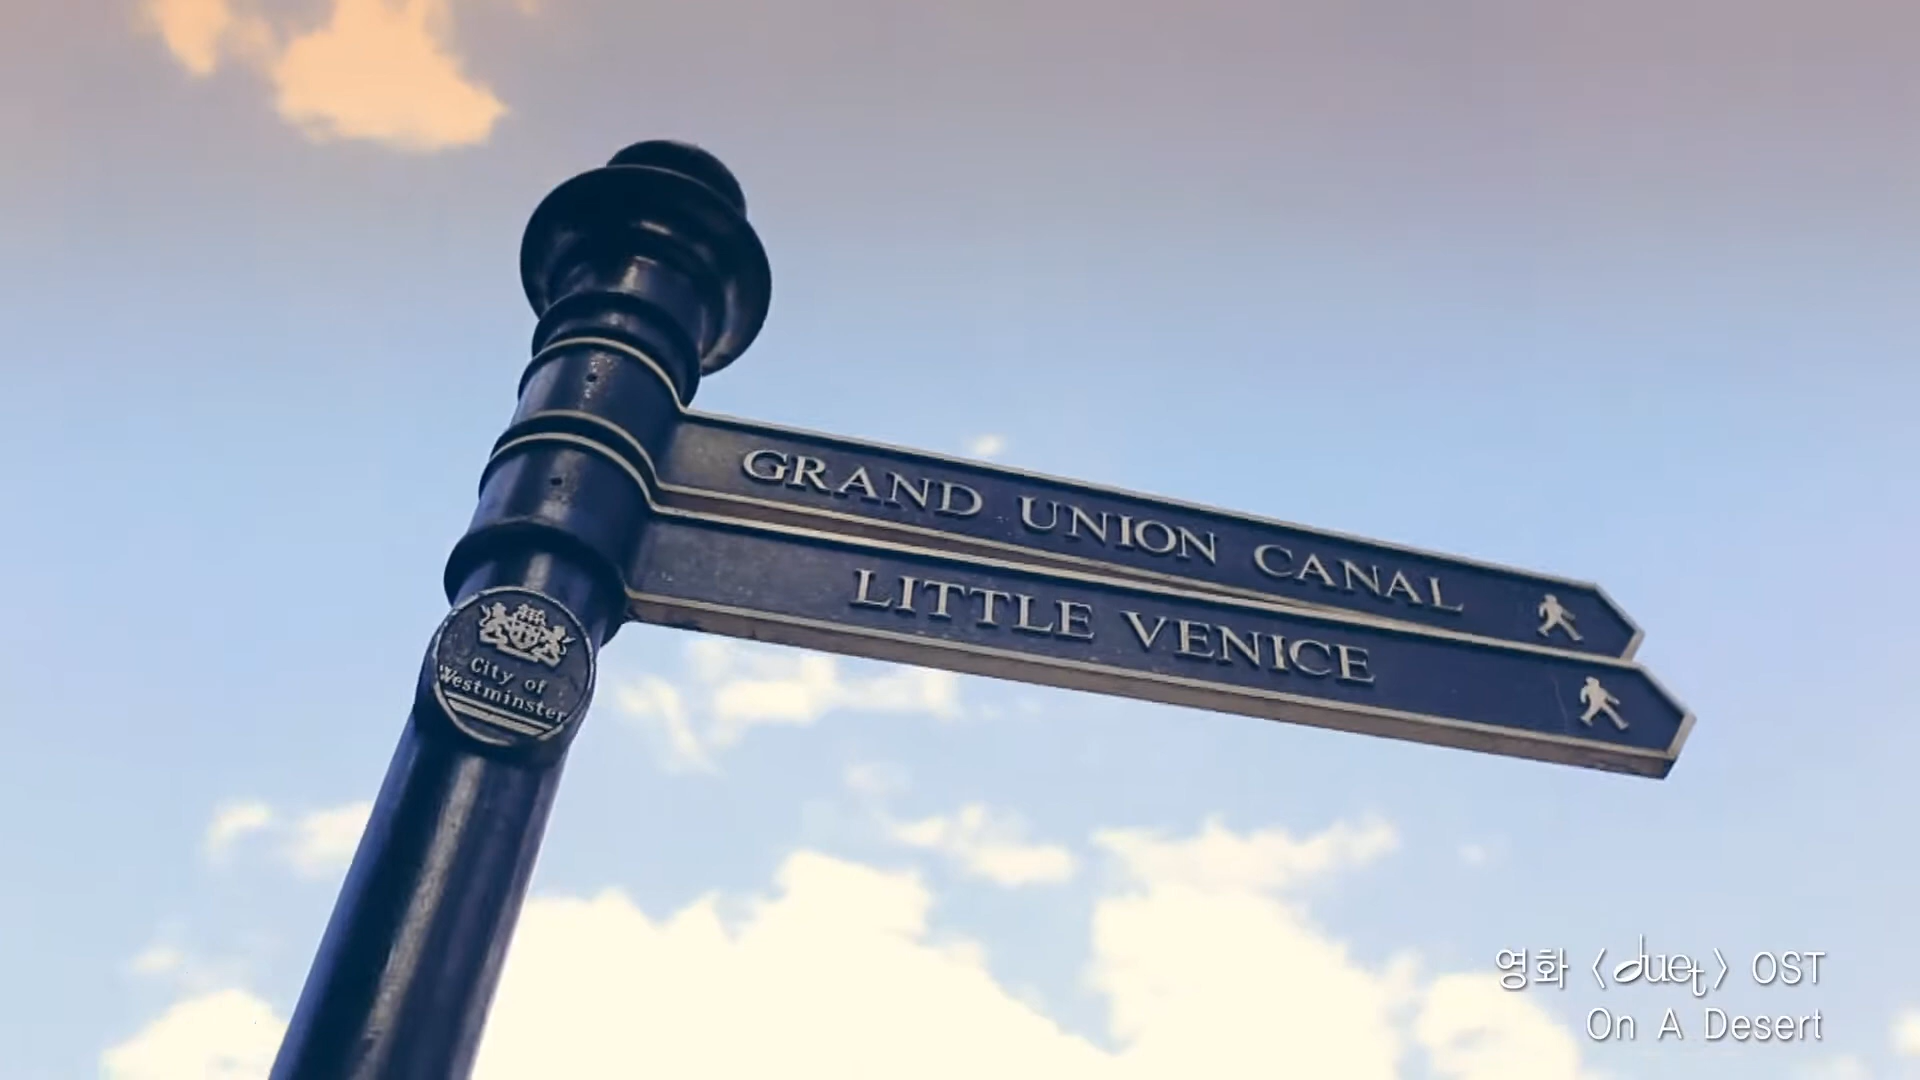 GRAND UNION CANAL
LITTLE VENICE
City of
Westminster
영화 〈duet〉 OST
On A Desert